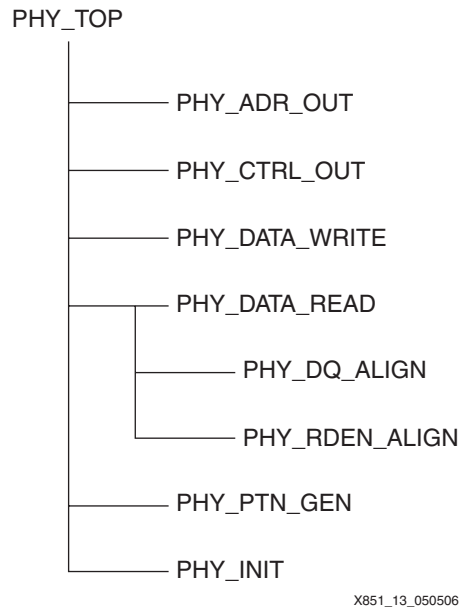 PHY_TOP
PHY_ADR_OUT
PHY_CTRL_OUT
PHY_DATA_WRITE
PHY_DATA_READ
PHY_DQ_ALIGN
PHY_RDEN_ALIGN
PHY_PTN_GEN
PHY_INIT
X851_13_050506